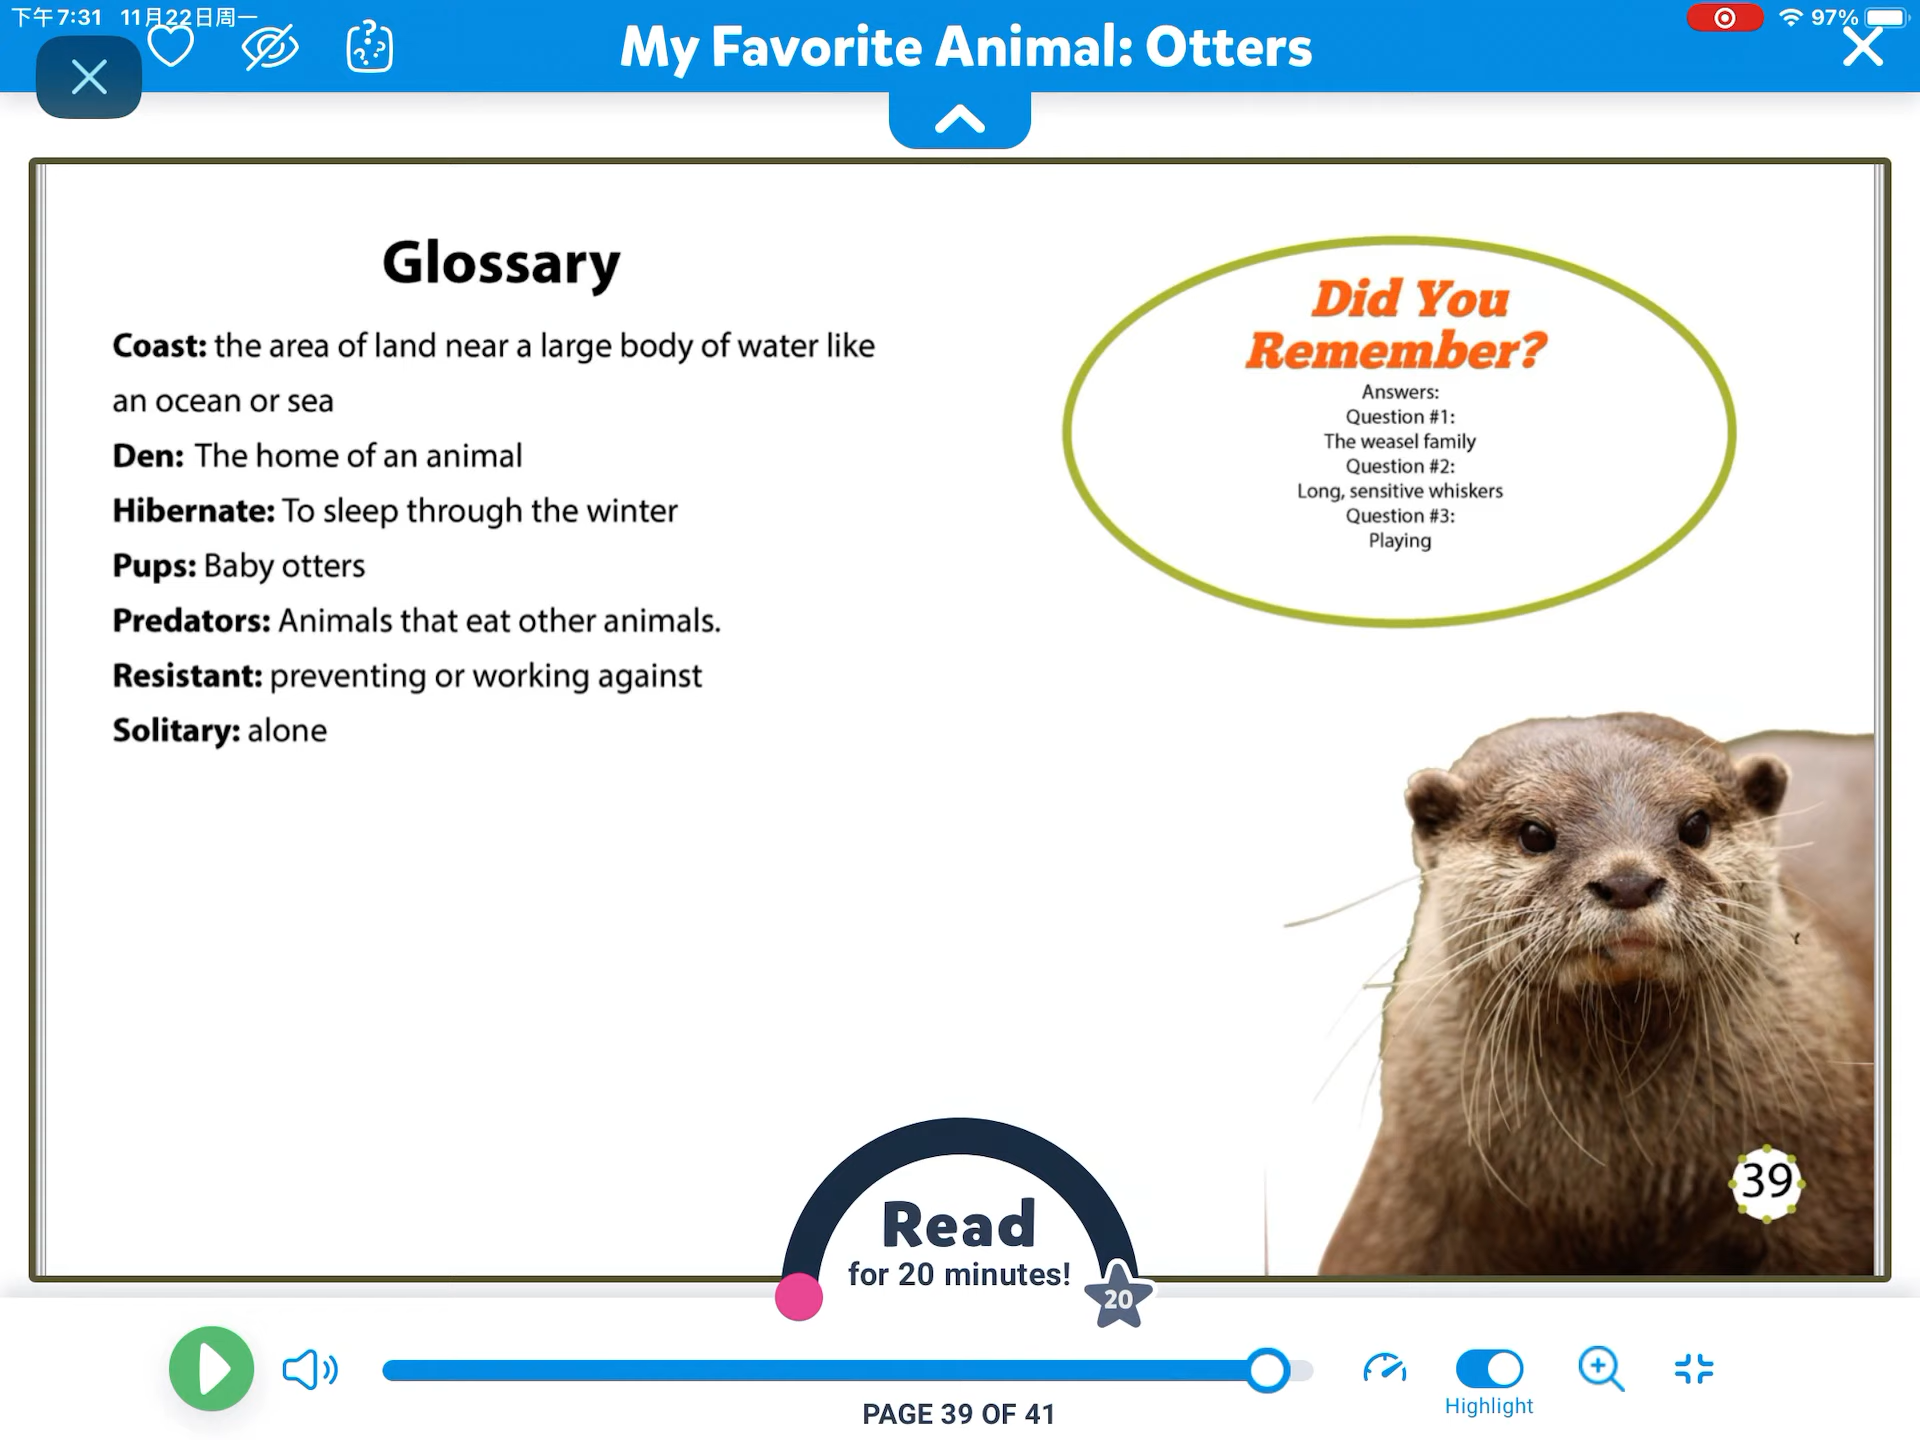 下午7:31 11月22日周一
97%
My Favorite Animal: Otters
Glossary
Coast: the area of land near a large body of water like
an ocean or sea
Den: The home of an animal
Hibernate: To sleep through the winter
Pups: Baby otters
Predators: Animals that eat other animals.
Resistant: preventing or working against
Solitary: alone
Did You
Remember?
Answers:
Question #1:
The weasel family
Question #2:
Long, sensitive whiskers
Question #3:
Playing
39
Read
for 20 minutes!
20
Highlight
PAGE 39 OF 41